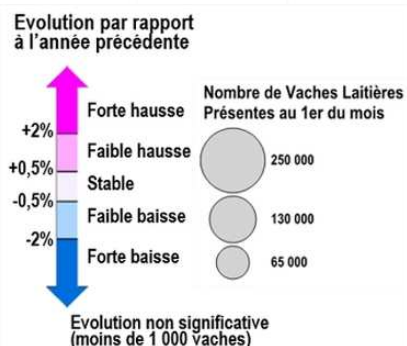 Evolution par rapport
à l'année précédente
Forte hausse
+2%
Faible hausse
+0,5%
Stable
-0,5%
Faible baisse
-2%
Forte baisse
Nombre de Vaches Laitières
Présentes au 1er du mois
250 000
130 000
65 000
Evolution non significative
(moins de 1 000 vaches)